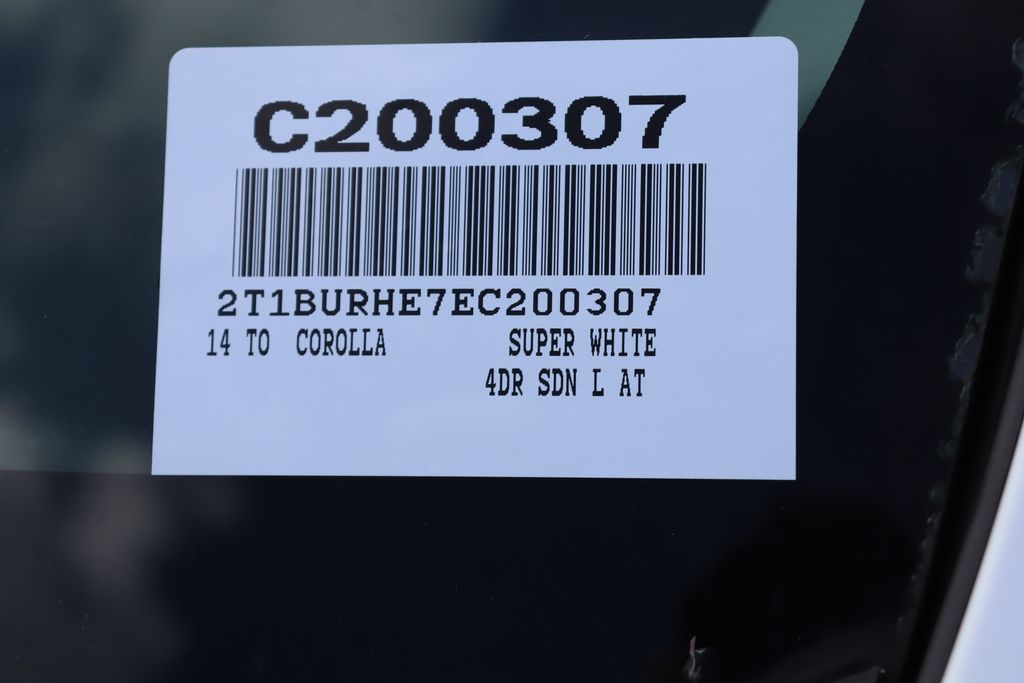 C200307
2T1BURHE7EC200307
14 TO COROLLA SUPER WHITE
4DR SDN L AT